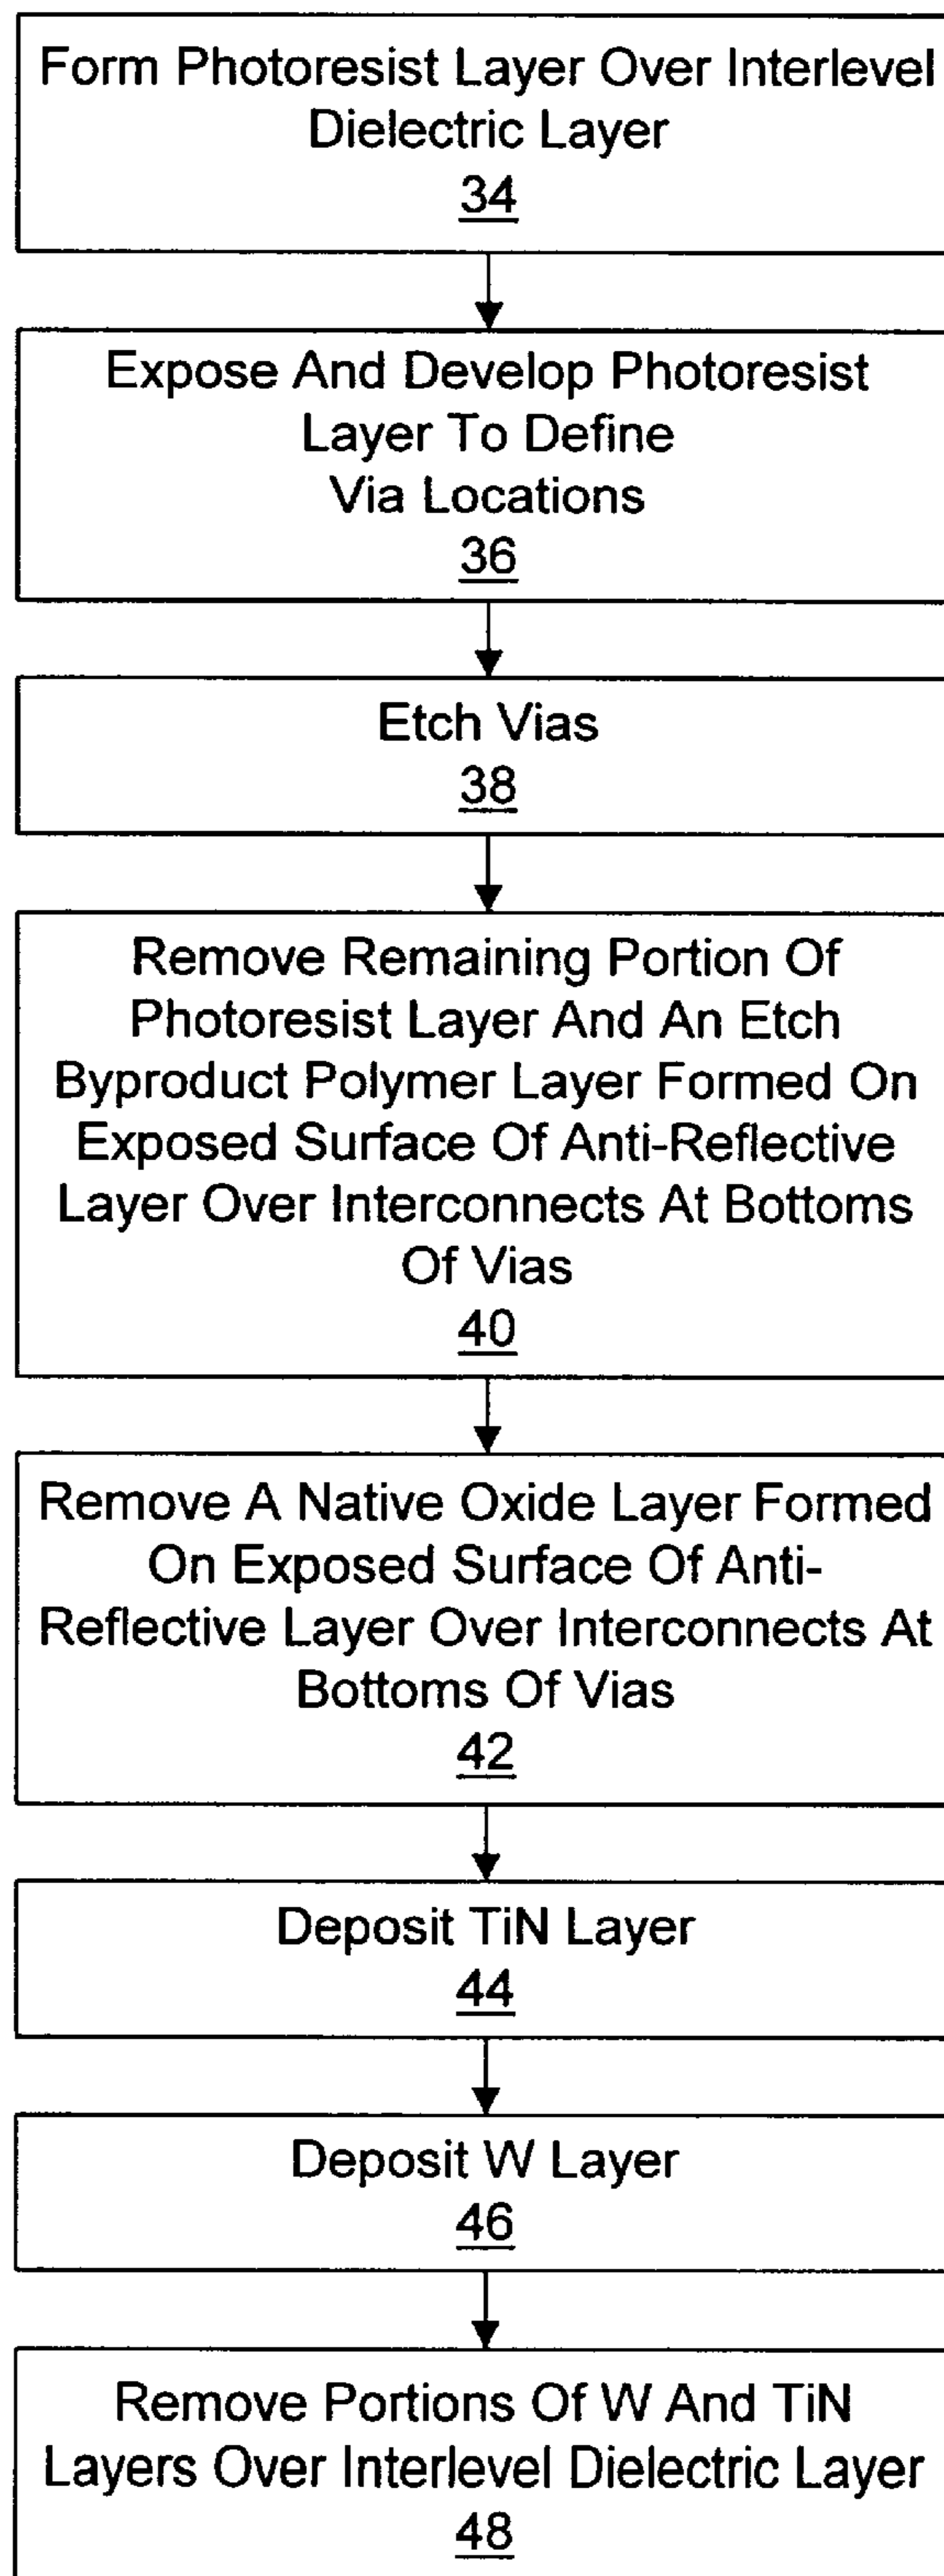 Form Photoresist Layer Over Interlevel
Dielectric Layer
34
Expose And Develop Photoresist
Layer To Define
Via Locations
36
Etch Vias
38
Remove Remaining Portion Of
Photoresist Layer And An Etch
Byproduct Polymer Layer Formed On
Exposed Surface Of Anti-Reflective
Layer Over Interconnects At Bottoms
Of Vias
40
Remove A Native Oxide Layer Formed
On Exposed Surface Of Anti-
Reflective Layer Over Interconnects At
Bottoms Of Vias
42
Deposit TiN Layer
44
Deposit W Layer
46
Remove Portions Of W And TiN
Layers Over Interlevel Dielectric Layer
48